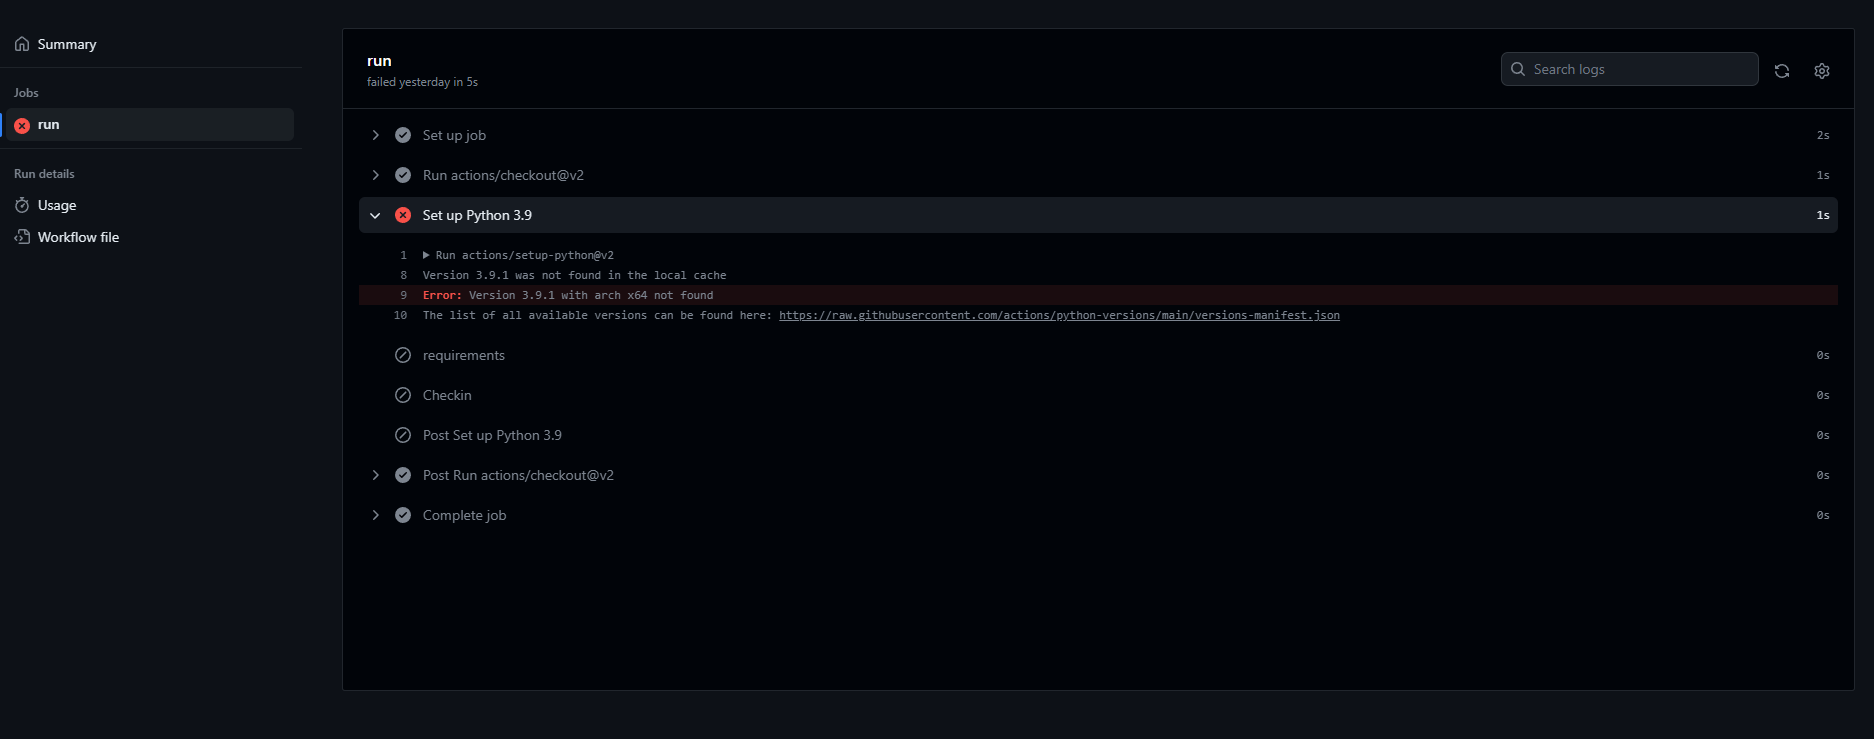 Summary
Jobs
run
Run details
Usage
Workflow file
run
failed yesterday in 5s
Search logs
Set up job 2s
Run actions/checkout@v2 1s
Set up Python 3.9 1s
1 Run actions/setup-python@v2
8 Version 3.9.1 was not found in the local cache
9 Error: Version 3.9.1 with arch x64 not found
10 The list of all available versions can be found here: https://raw.githubusercontent.com/actions/python-versions/main/versions-manifest.json
requirements 0s
Checkin 0s
Post Set up Python 3.9 0s
Post Run actions/checkout@v2 0s
Complete job 0s